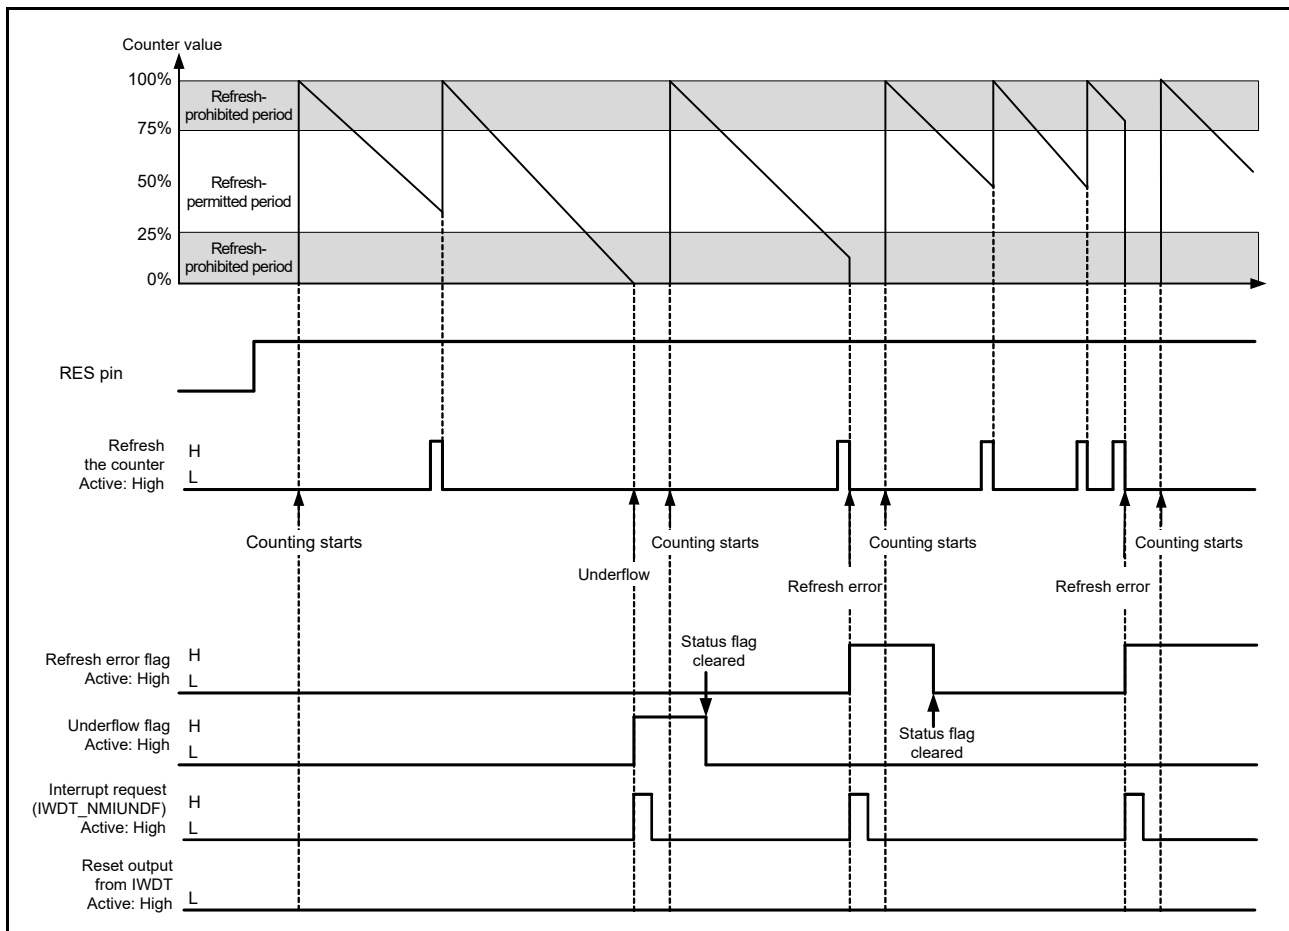 Counter value
100%
Refresh-
prohibited period
75%
50%
Refresh-
permitted period
25%
Refresh-
prohibited period
0%
RES pin
Refresh
the counter
Active: High
H
L
Counting starts
Counting starts
Counting starts
Counting starts
Underflow
Refresh error
Refresh error
Refresh error flag
Active: High
H
L
Status flag
cleared
Underflow flag
Active: High
H
L
Status flag
cleared
Interrupt request
(IWDT_NMIUNDF)
Active: High
H
L
Reset output
from IWDT
Active: High
L